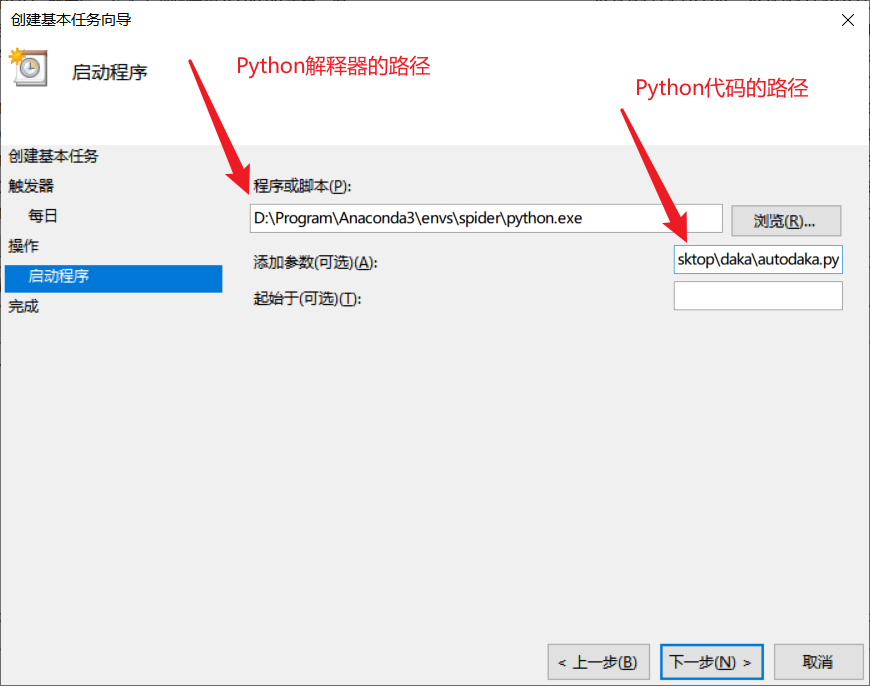 创建基本任务向导
启动程序
Python解释器的路径
Python代码的路径
创建基本任务
触发器
每日
操作
启动程序
完成
程序或脚本(P):
D:\Program\Anaconda3\envs\spider\python.exe
浏览(R)...
添加参数(可选)(A):
sktop\daka\autodaka.py
起始于(可选)(T):
< 上一步(B)
下一步(N) >
取消